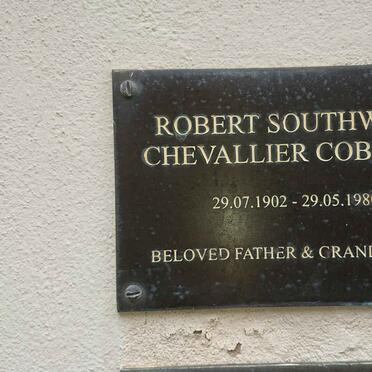 ROBERT SOUTHW
CHEVALLIER COB
29.07.1902 - 29.05.198
BELOVED FATHER & GRAND